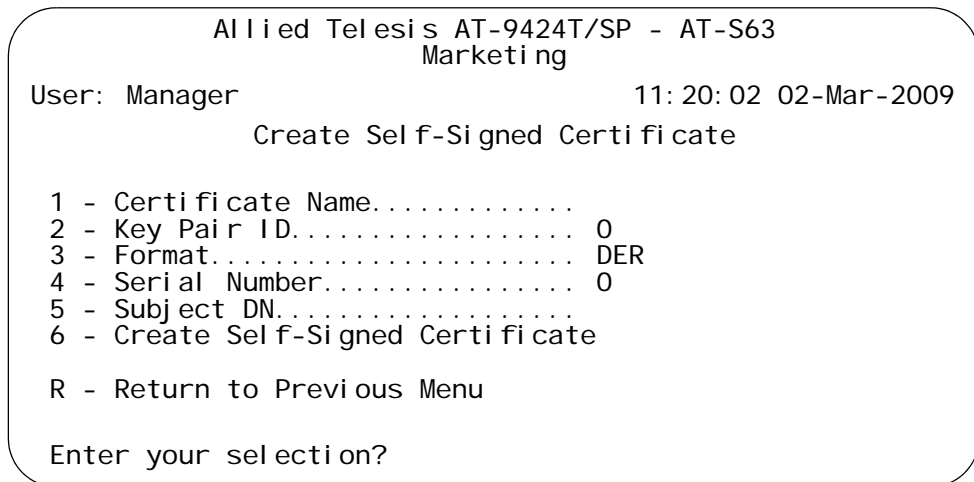 Allied Telesis AT-9424T/SP - AT-S63
Marketing
User: Manager 11:20:02 02-Mar-2009
Create Self-Signed Certificate
1 - Certificate Name.............
2 - Key Pair ID.................. 0
3 - Format....................... DER
4 - Serial Number................ 0
5 - Subject DN...................
6 - Create Self-Signed Certificate
R - Return to Previous Menu
Enter your selection?